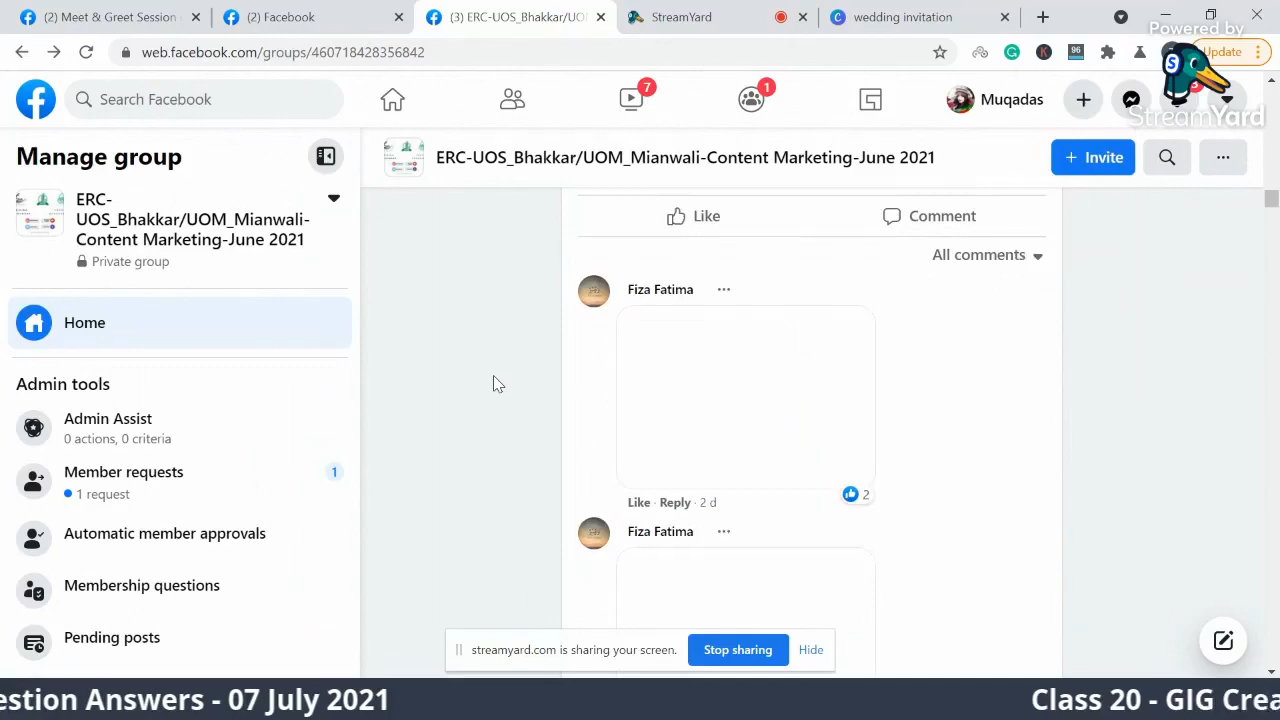 (2) Meet & Greet Session
(2) Facebook
(3) ERC-UOS_Bhakkar/UO
StreamYard
wedding invitation
web.facebook.com/groups/460718428356842
96
Update
Powered by
StreamYard
Search Facebook
7
1
Muqadas
Manage group
ERC-UOS_Bhakkar/UOM_Mianwali-Content Marketing-June 2021
Invite
ERC-
UOS_Bhakkar/UOM_Mianwali-
Content Marketing-June 2021
Private group
Home
Admin tools
Admin Assist
0 actions, 0 criteria
Member requests
1
1 request
Automatic member approvals
Membership questions
Pending posts
Like
Comment
All comments
Fiza Fatima
Like · Reply · 2 d
2
Fiza Fatima
streamyard.com is sharing your screen.
Stop sharing
Hide
estion Answers - 07 July 2021
Class 20 - GIG Crea